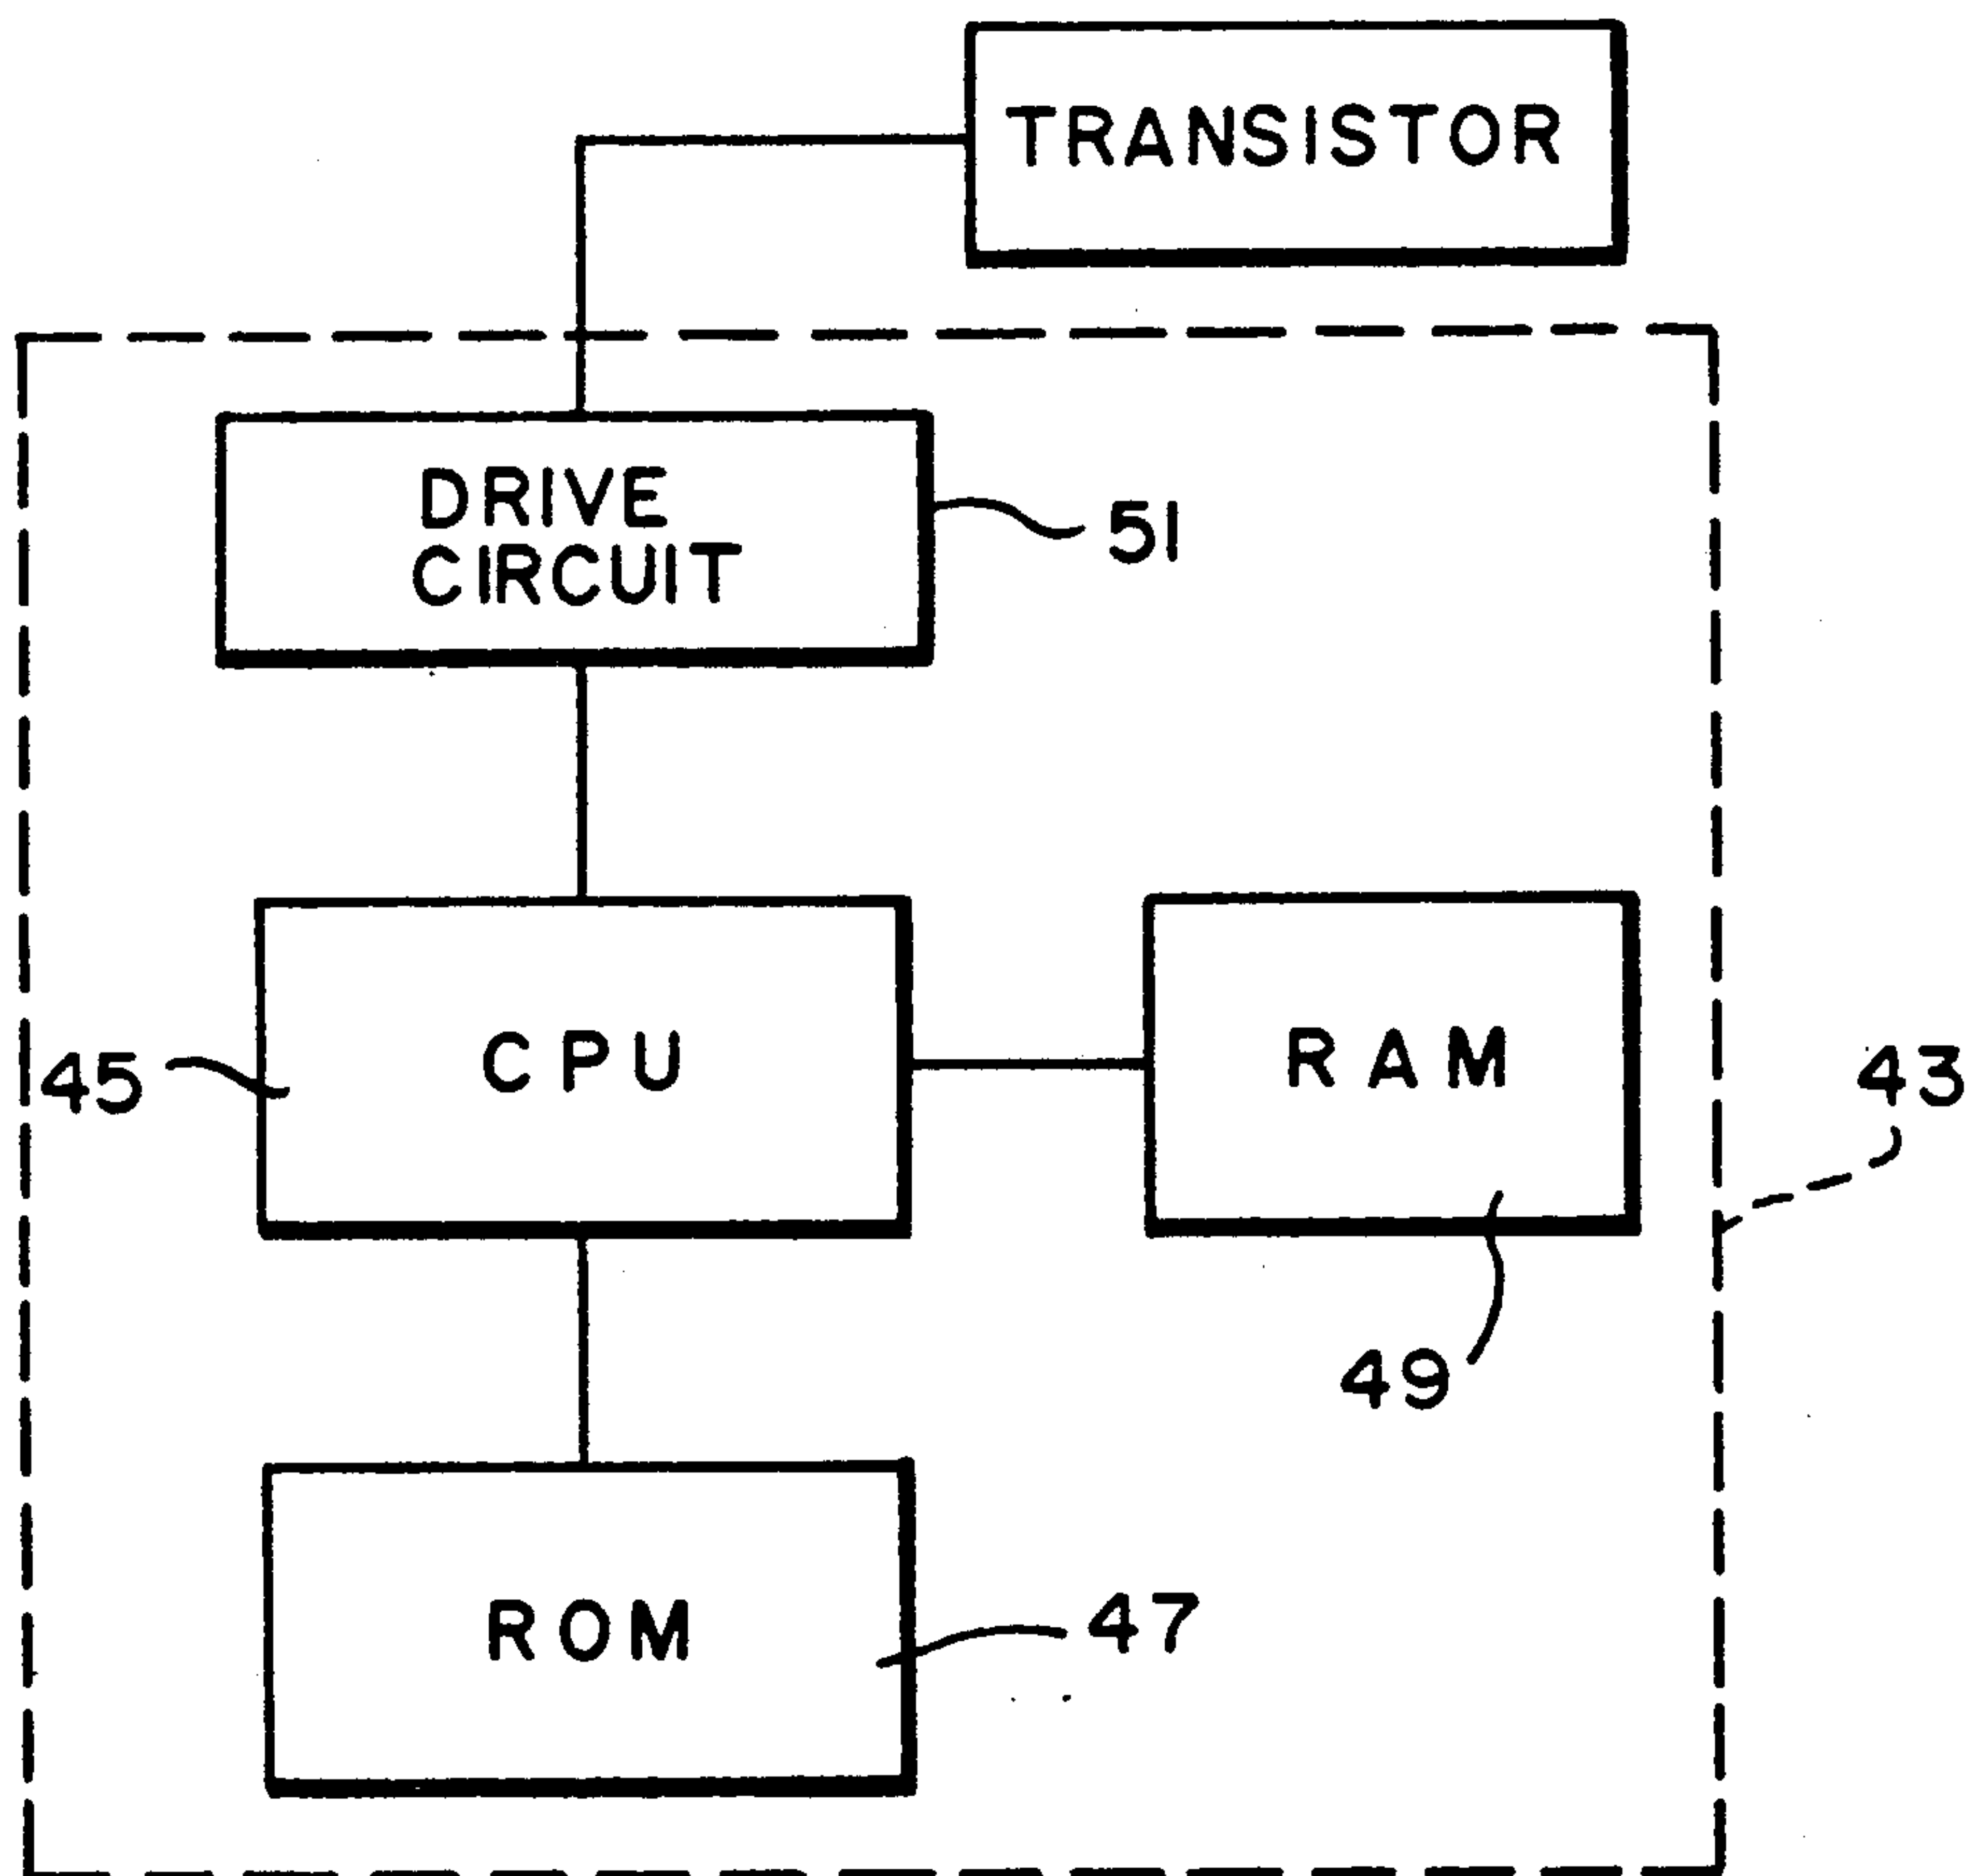 TRANSISTOR
DRIVE
CIRCUIT
51
CPU
RAM
45
43
49
ROM
47